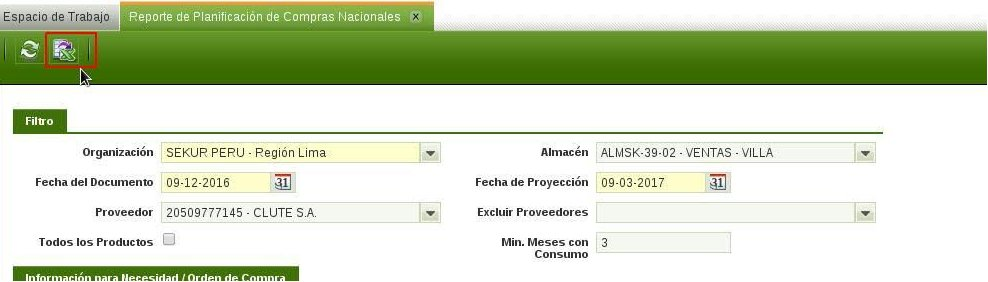 Espacio de Trabajo
Reporte de Planificación de Compras Nacionales
Filtro
Organización
SEKUR PERU - Región Lima
Almacén
ALMSK-39-02 - VENTAS - VILLA
Fecha del Documento
09-12-2016
31
Fecha de Proyección
09-03-2017
31
Proveedor
20509777145 - CLUTE S.A.
Excluir Proveedores
Todos los Productos
Min. Meses con
Consumo
3
Información para Necesidad / Orden de Compra